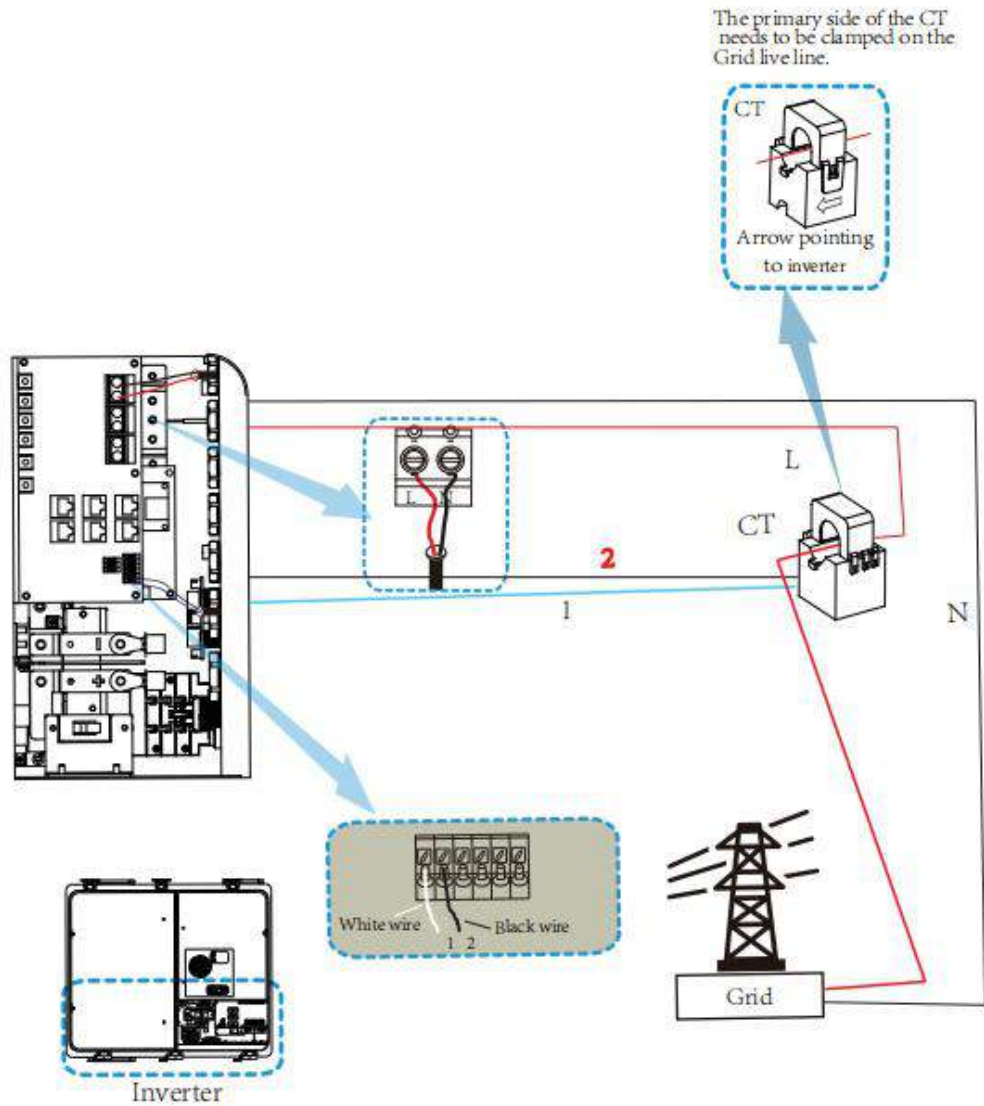 The primary side of the CT
needs to be clamped on the
Grid live line.
CT
Arrow pointing
to inverter
L
CT
L N
2
1
N
White wire
1 2
Black wire
Grid
Inverter